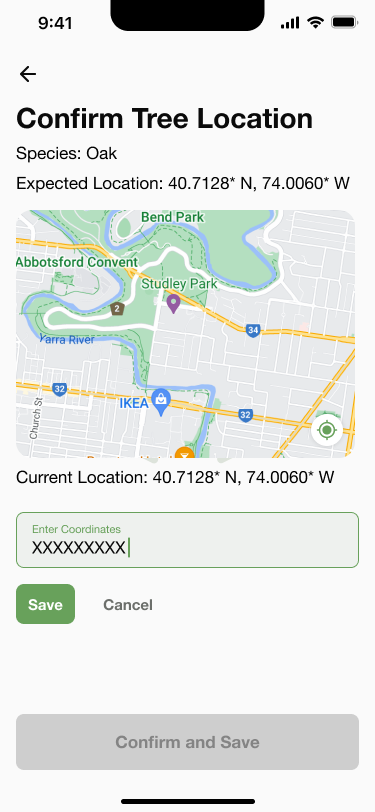 9:41
Confirm Tree Location
Species: Oak
Expected Location: 40.7128* N, 74.0060* W
Bend Park
Abbotsford Convent
Studley Park
2
34
Yarra River
32
IKEA
32
Church St
Current Location: 40.7128* N, 74.0060* W
Enter Coordinates
XXXXXXXXX
Save
Cancel
Confirm and Save